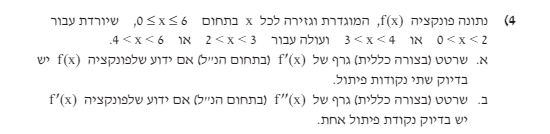 4) נתונה פונקציה f(x), המוגדרת וגזירה לכל x בתחום 0 ≤ x ≤ 6, שיורדת עבור
0 < x < 2 או 3 < x < 4 ועולה עבור 2 < x < 3 או 4 < x < 6.
א. שרטט (בצורה כללית) גרף של f'(x) (בתחום הנ"ל) אם ידוע שלפונקציה f(x) יש
בדיוק שתי נקודות פיתול.
ב. שרטט (בצורה כללית) גרף של f''(x) (בתחום הנ"ל) אם ידוע שלפונקציה f'(x)
יש בדיוק נקודת פיתול אחת.